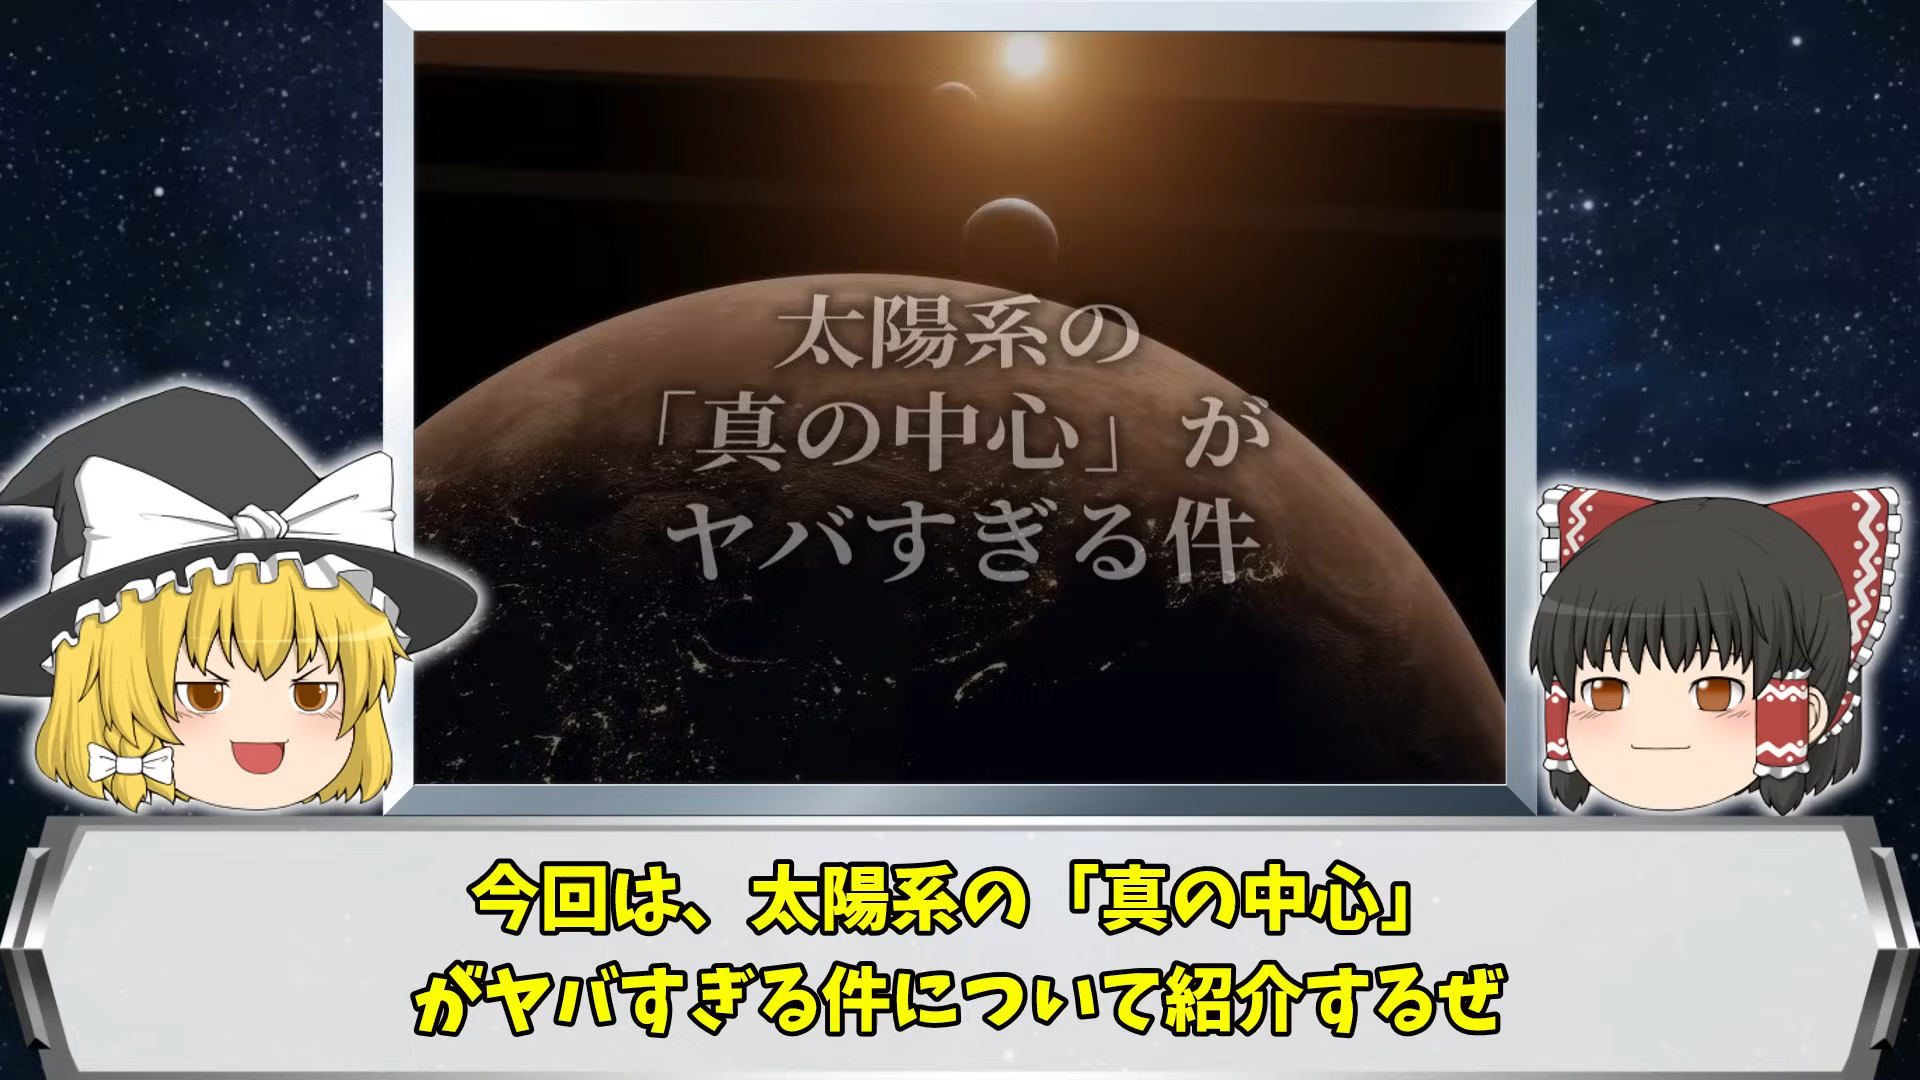 太陽系の
「真の中心」が
ヤバすぎる件
今回は、太陽系の「真の中心」
がヤバすぎる件について紹介するぜ